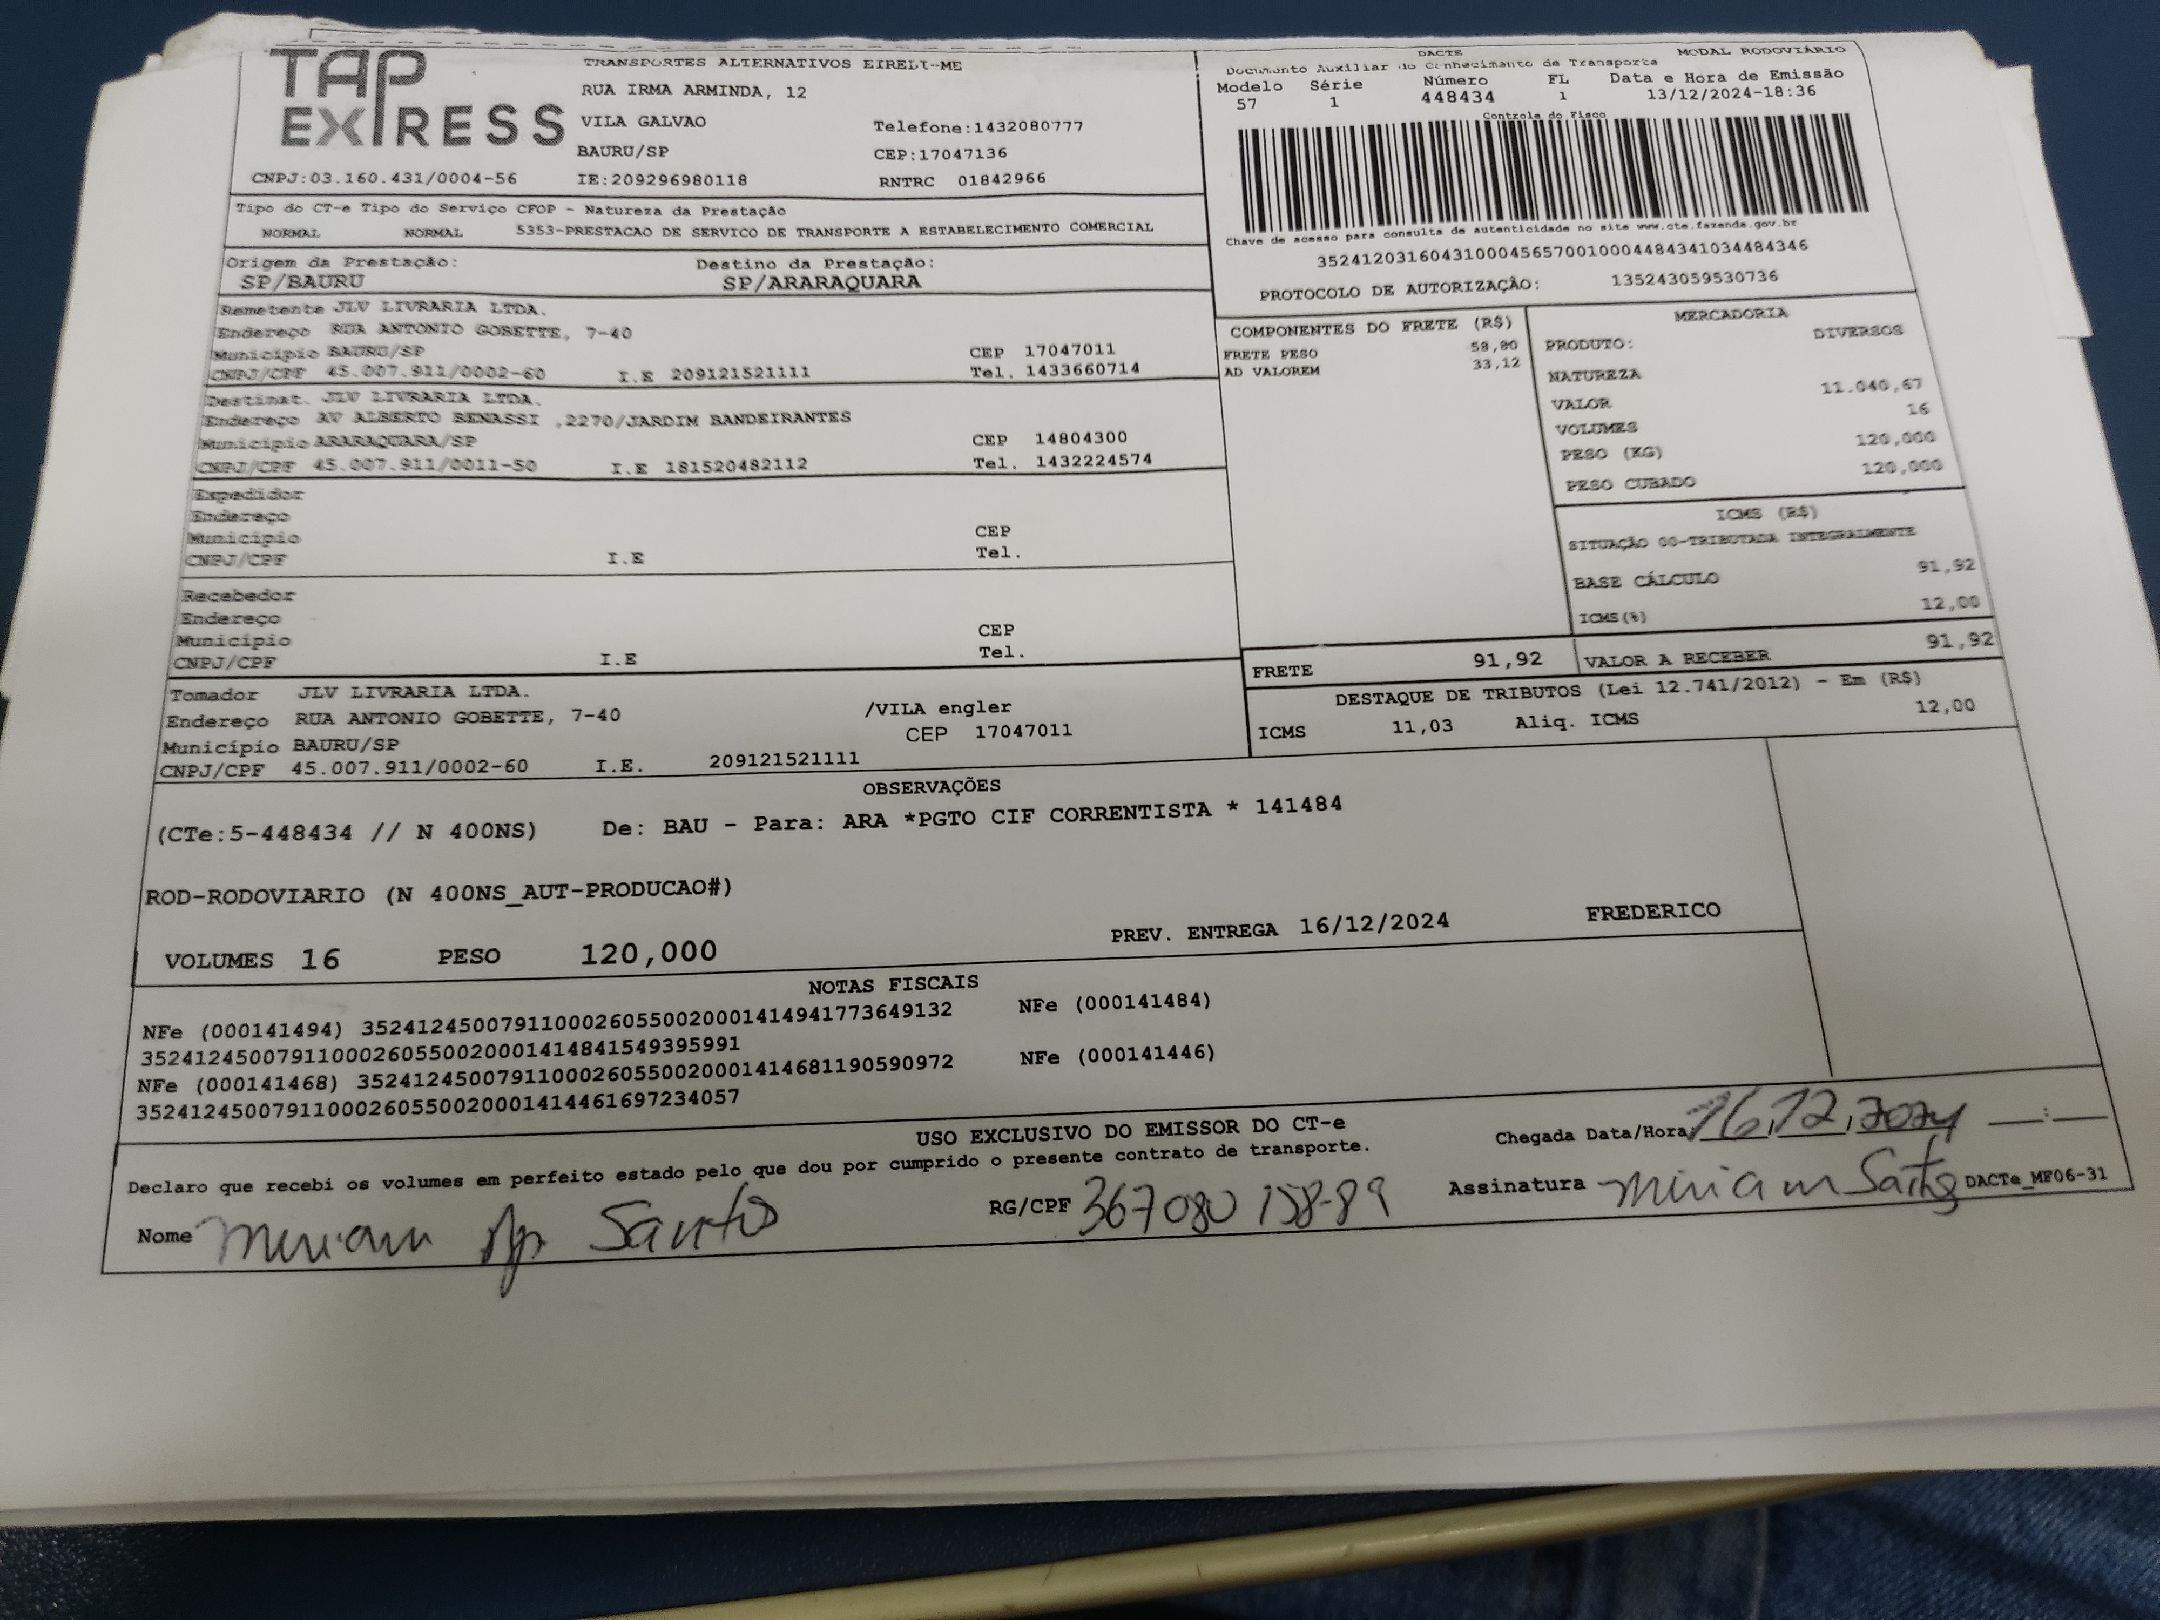 TAP EXPRESS
TRANSPORTES ALTERNATIVOS EIRELI-ME
RUA IRMA ARMINDA, 12
VILA GALVAO Telefone:1432080777
BAURU/SP CEP:17047136
CNPJ:03.160.431/0004-56 IE:209296980118 RNTRC 01842966
DACTE MODAL RODOVIÁRIO
Documento Auxiliar do Conhecimento de Transporte
Modelo Série Número FL Data e Hora de Emissão
57 1 448434 1 13/12/2024-18:36
Controle do Fisco
Chave de acesso para consulta de autenticidade no site www.cte.fazenda.gov.br
35241203160431000456570010004484341034484346
PROTOCOLO DE AUTORIZAÇÃO: 135243059530736
Tipo do CT-e Tipo do Serviço CFOP - Natureza da Prestação
NORMAL NORMAL 5353-PRESTACAO DE SERVICO DE TRANSPORTE A ESTABELECIMENTO COMERCIAL
Origem da Prestação: Destino da Prestação:
SP/BAURU SP/ARARAQUARA
Remetente JLV LIVRARIA LTDA.
Endereço RUA ANTONIO GOBETTE, 7-40
Município BAURU/SP CEP 17047011
CNPJ/CPF 45.007.911/0002-60 I.E 209121521111 Tel. 1433660714
Destinat. JLV LIVRARIA LTDA.
Endereço AV ALBERTO BENASSI ,2270/JARDIM BANDEIRANTES
Município ARARAQUARA/SP CEP 14804300
CNPJ/CPF 45.007.911/0011-50 I.E 181520482112 Tel. 1432224574
Expedidor
Endereço
Município CEP
CNPJ/CPF I.E Tel.
Recebedor
Endereço
Município CEP
CNPJ/CPF I.E Tel.
Tomador JLV LIVRARIA LTDA.
Endereço RUA ANTONIO GOBETTE, 7-40 /VILA engler
Município BAURU/SP CEP 17047011
CNPJ/CPF 45.007.911/0002-60 I.E. 209121521111
COMPONENTES DO FRETE (R$)
FRETE PESO 58,80
AD VALOREM 33,12
MERCADORIA
PRODUTO: DIVERSOS
NATUREZA
VALOR 11.040,67
VOLUMES 16
PESO (KG) 120,000
PESO CUBADO 120,000
ICMS (R$)
SITUAÇÃO 00-TRIBUTADA INTEGRALMENTE
BASE CÁLCULO 91,92
ICMS(%) 12,00
FRETE 91,92 VALOR A RECEBER 91,92
DESTAQUE DE TRIBUTOS (Lei 12.741/2012) - Em (R$)
ICMS 11,03 Aliq. ICMS 12,00
OBSERVAÇÕES
(CTe:5-448434 // N 400NS) De: BAU - Para: ARA *PGTO CIF CORRENTISTA * 141484
ROD-RODOVIARIO (N 400NS_AUT-PRODUCAO#)
VOLUMES 16 PESO 120,000 PREV. ENTREGA 16/12/2024 FREDERICO
NOTAS FISCAIS
NFe (000141494) 35241245007911000260550020001414941773649132 NFe (000141484)
35241245007911000260550020001414841549395991
NFe (000141468) 35241245007911000260550020001414681190590972 NFe (000141446)
35241245007911000260550020001414461697234057
USO EXCLUSIVO DO EMISSOR DO CT-e
Declaro que recebi os volumes em perfeito estado pelo que dou por cumprido o presente contrato de transporte.
Chegada Data/Hora 16,12,2024 __:__
Nome Miriam Ap Santos RG/CPF 367080158-89 Assinatura Miriam Santos DACTe_MF06-31